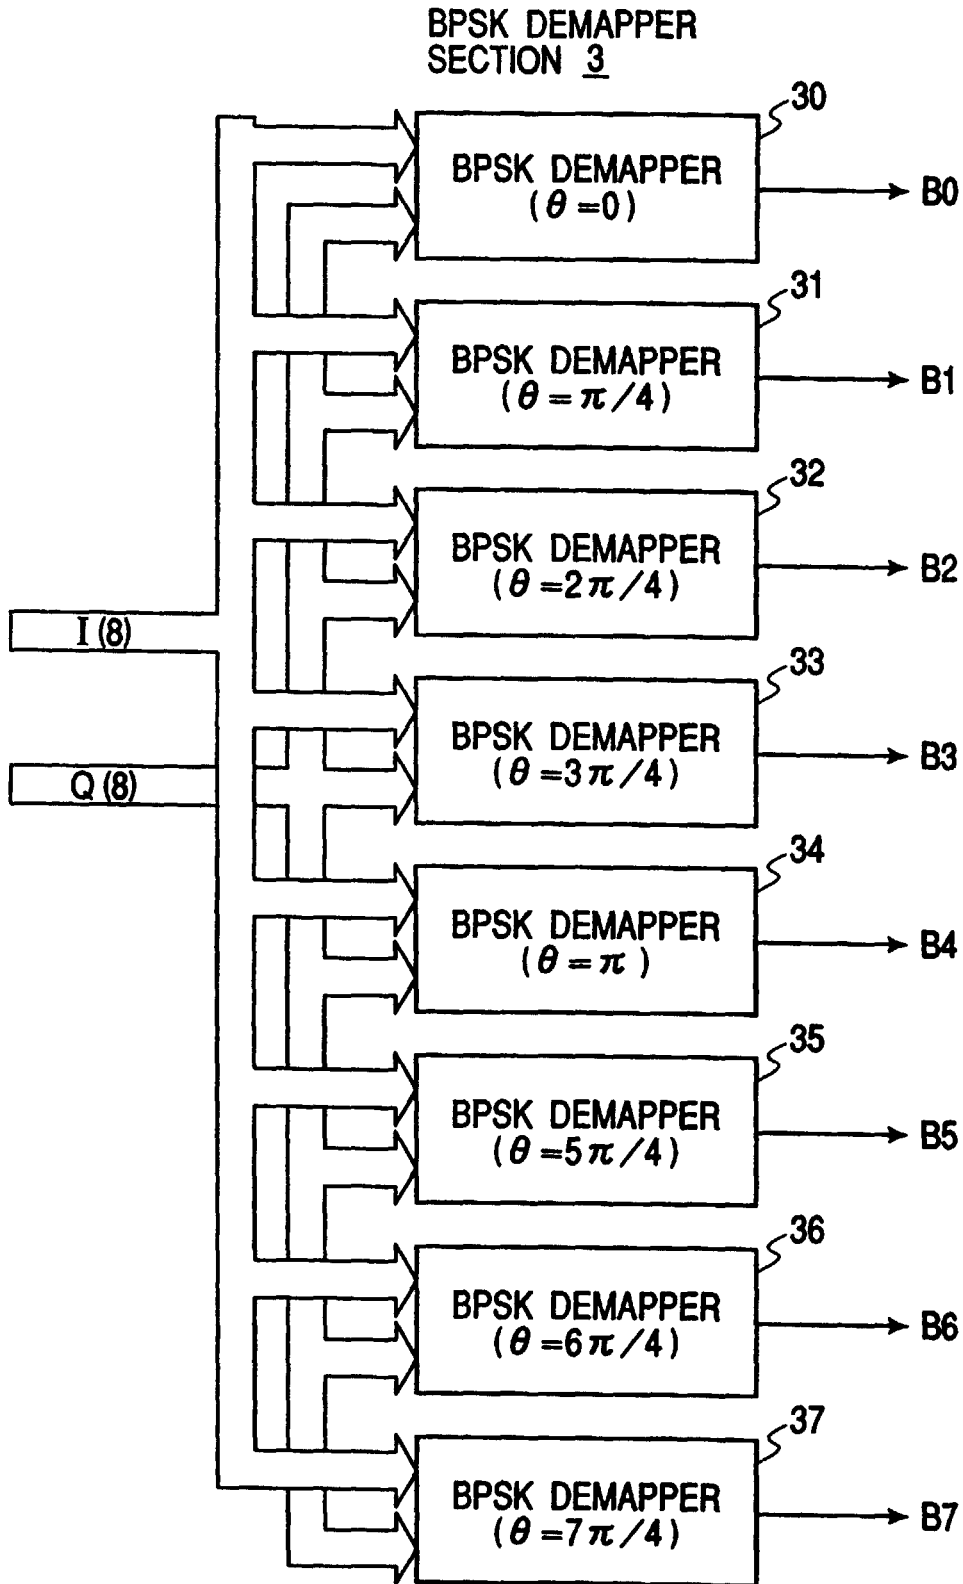 BPSK DEMAPPER
SECTION 3
30
BPSK DEMAPPER
(θ=0)
B0
31
BPSK DEMAPPER
(θ=π/4)
B1
32
BPSK DEMAPPER
(θ=2π/4)
B2
I(8)
33
BPSK DEMAPPER
(θ=3π/4)
B3
Q(8)
34
BPSK DEMAPPER
(θ=π)
B4
35
BPSK DEMAPPER
(θ=5π/4)
B5
36
BPSK DEMAPPER
(θ=6π/4)
B6
37
BPSK DEMAPPER
(θ=7π/4)
B7